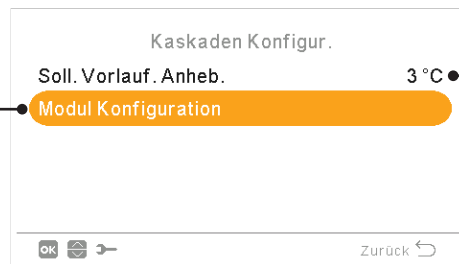 Kaskaden Konfigur.
Soll. Vorlauf. Anheb. 3 °C
Modul Konfiguration
OK Zurück